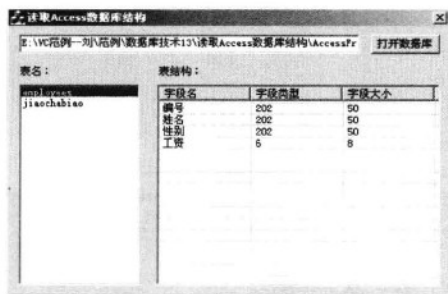 读取Access数据库结构
E:\VC范例--刘\范例\数据库技术13\读取Access数据库结构\AccessPr 打开数据库
表名： 表结构：
employees
jiaochabiao
字段名 字段类型 字段大小
编号 202 50
姓名 202 50
性别 202 50
工资 6 8